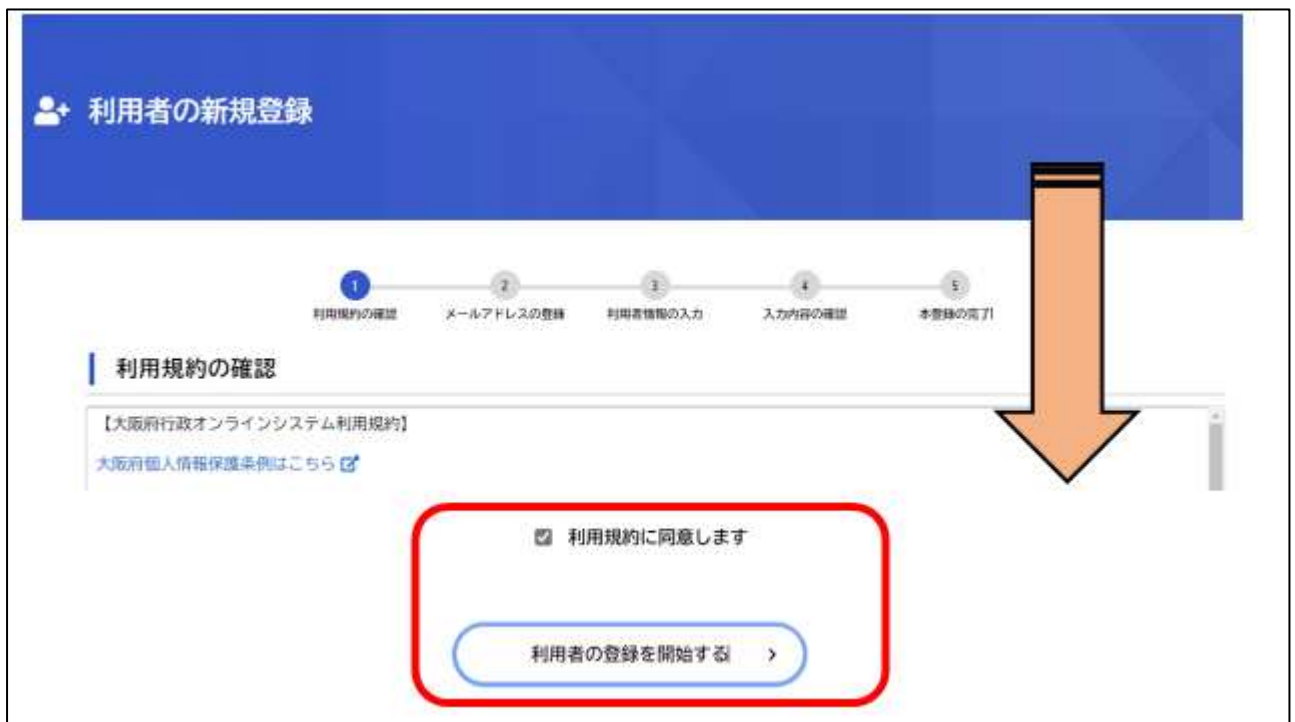 利用者の新規登録
1 2 3 4 5
利用規約の確認 メールアドレスの登録 利用者情報の入力 入力内容の確認 本登録の完了
利用規約の確認
【大阪府行政オンラインシステム利用規約】
大阪府個人情報保護条例はこちら
利用規約に同意します
利用者の登録を開始する